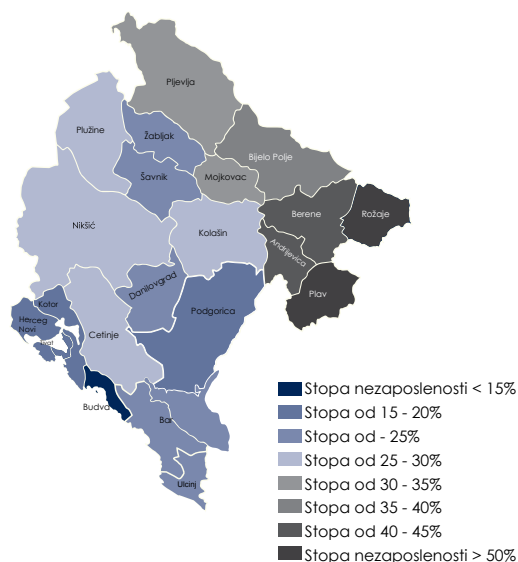 Pljevlja
Plužine
Žabljak
Bijelo Polje
Šavnik
Mojkovac
Berene
Rožaje
Nikšić
Kolašin
Andrijevica
Danilovgrad
Plav
Kotor
Podgorica
Herceg
Novi
Cetinje
Budva
Bar
Ulcinj
Stopa nezaposlenosti < 15%
Stopa od 15 - 20%
Stopa od - 25%
Stopa od 25 - 30%
Stopa od 30 - 35%
Stopa od 35 - 40%
Stopa od 40 - 45%
Stopa nezaposlenosti > 50%